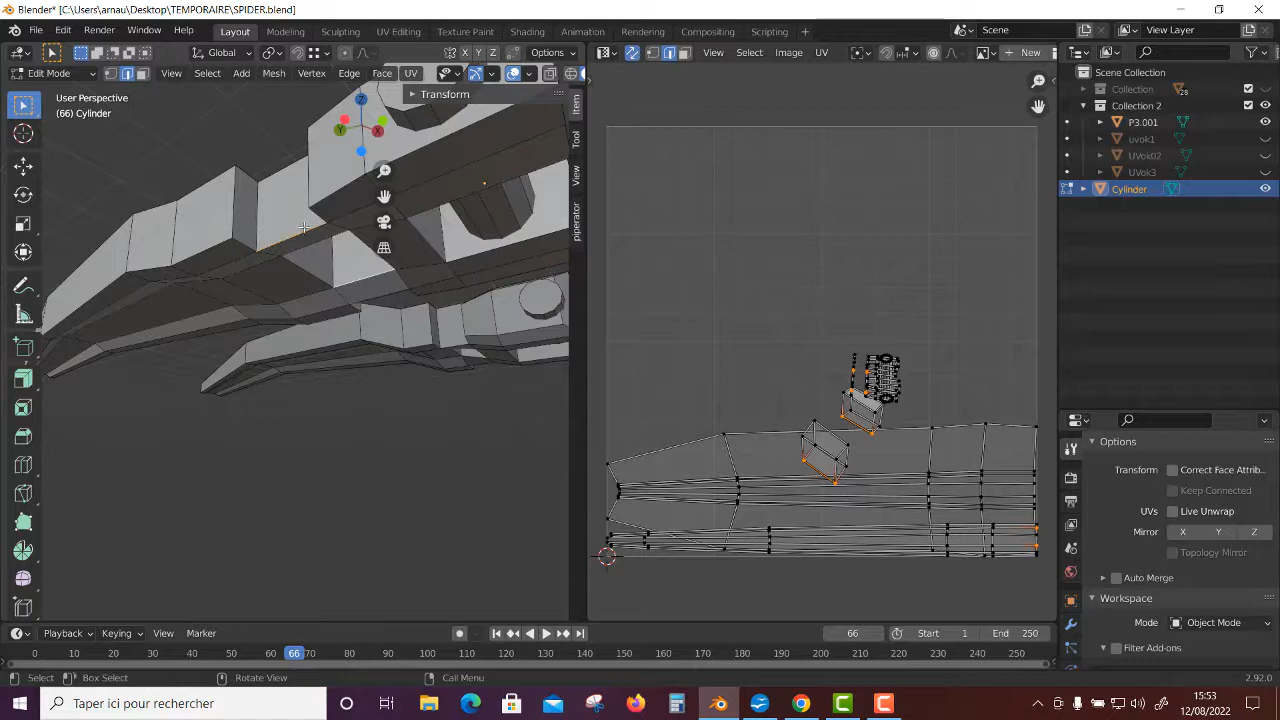 Blender* [C:\Users\arnau\Desktop\TEMPORAIRE\SPIDER.blend]
File Edit Render Window Help Layout Modeling Sculpting UV Editing Texture Paint Shading Animation Rendering Compositing Scripting Scene View Layer
Global X Y Z Options View Select Image UV New
Edit Mode View Select Add Mesh Vertex Edge Face UV
User Perspective
(66) Cylinder
Transform
Item
Tool
View
piperator
Z
Y
X
Scene Collection
Collection 28
Collection 2
P3.001
uvok1
UVok02
UVok3
Cylinder
Options
Transform Correct Face Attrib...
Keep Connected
UVs Live Unwrap
Mirror X Y Z
Topology Mirror
Auto Merge
Workspace
Mode Object Mode
Filter Add-ons
Playback Keying View Marker 66 Start 1 End 250
0 10 20 30 40 50 60 66 70 80 90 100 110 120 130 140 150 160 170 180 190 200 210 220 230 240 250
Select Box Select Rotate View Call Menu 2.92.0
Taper ici pour rechercher
15:53
12/08/2022